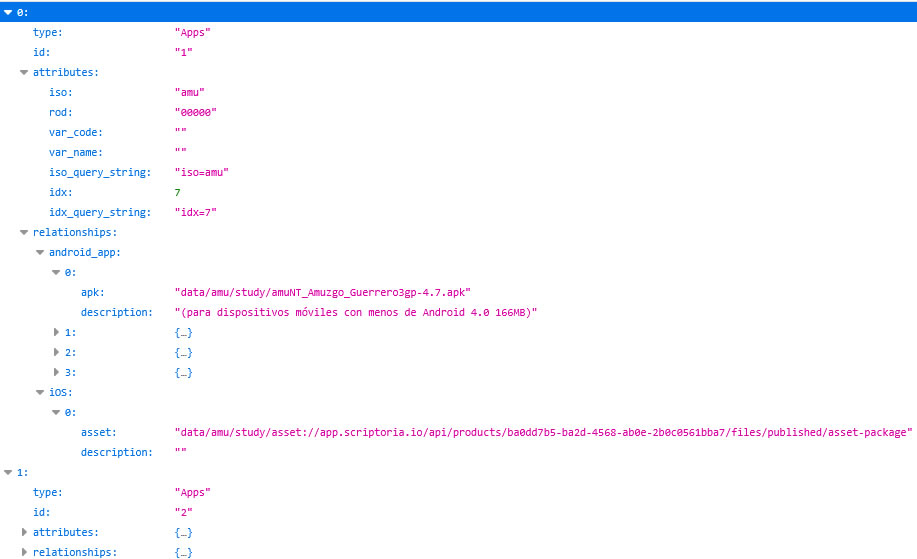 0:
type: "Apps"
id: "1"
attributes:
iso: "amu"
rod: "00000"
var_code: ""
var_name: ""
iso_query_string: "iso=amu"
idx: 7
idx_query_string: "idx=7"
relationships:
android_app:
0:
apk: "data/amu/study/amuNT_Amuzgo_Guerrero3gp-4.7.apk"
description: "(para dispositivos móviles con menos de Android 4.0 166MB)"
1: {…}
2: {…}
3: {…}
iOS:
0:
asset: "data/amu/study/asset://app.scriptoria.io/api/products/ba0dd7b5-ba2d-4568-ab0e-2b0c0561bba7/files/published/asset-package"
description: ""
1:
type: "Apps"
id: "2"
attributes: {…}
relationships: {…}